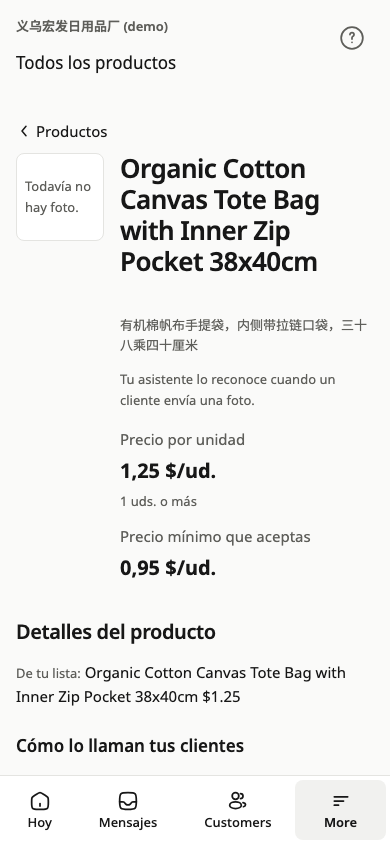 义乌宏发日用品厂 (demo)
Todos los productos
Productos
Todavía no
hay foto.
Organic Cotton
Canvas Tote Bag
with Inner Zip
Pocket 38x40cm
有机棉帆布手提袋，内侧带拉链口袋，三十
八乘四十厘米
Tu asistente lo reconoce cuando un
cliente envía una foto.
Precio por unidad
1,25 $/ud.
1 uds. o más
Precio mínimo que aceptas
0,95 $/ud.
Detalles del producto
De tu lista: Organic Cotton Canvas Tote Bag with
Inner Zip Pocket 38x40cm $1.25
Cómo lo llaman tus clientes
Hoy
Mensajes
Customers
More